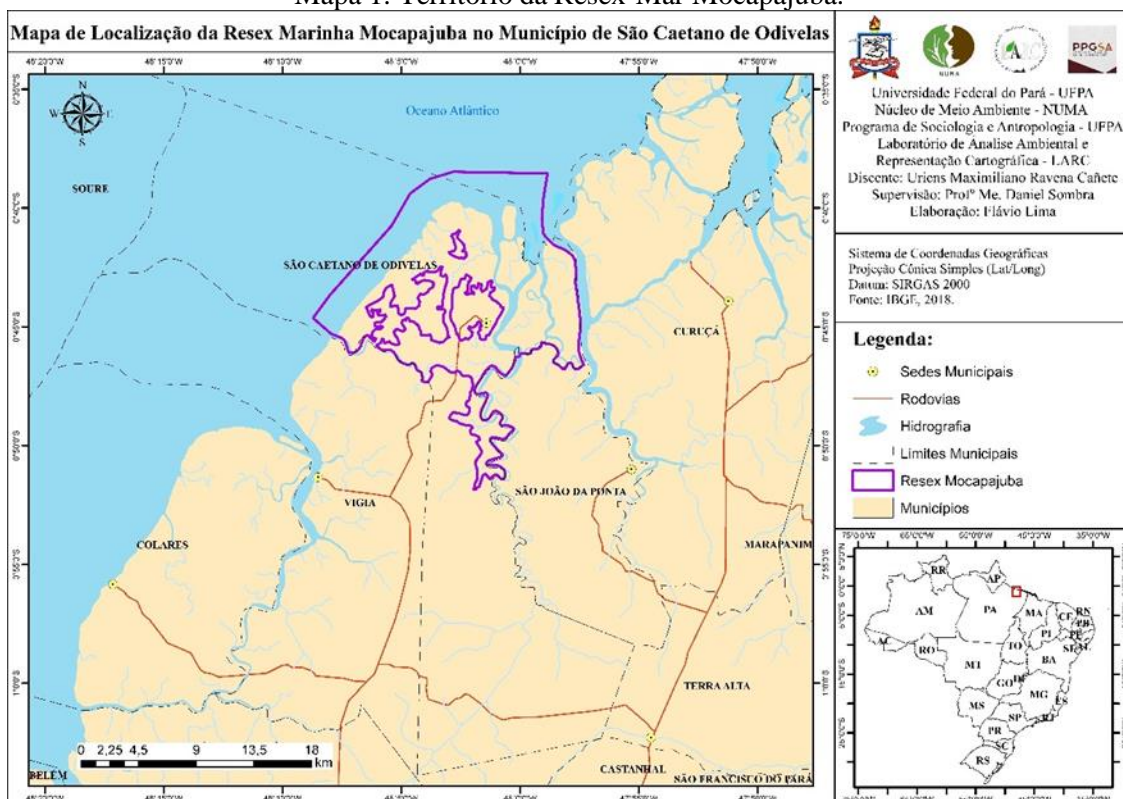 Mapa 1: Território da Resex-Mar Mocapajuba.
Mapa de Localização da Resex Marinha Mocapajuba no Município de São Caetano de Odivelas
Universidade Federal do Pará - UFPA
Núcleo de Meio Ambiente - NUMA
Programa de Sociologia e Antropologia - UFPA
Laboratório de Analise Ambiental e
Representação Cartográfica - LARC
Discente: Uriens Maximiliano Ravena Cañete
Supervisão: Profº Me. Daniel Sombra
Elaboração: Flávio Lima
NUMA
PPGSA
Sistema de Coordenadas Geográficas
Projeção Cônica Simples (Lat/Long)
Datum: SIRGAS 2000
Fonte: IBGE, 2018.
Legenda:
Sedes Municipais
Rodovias
Hidrografia
Limites Municipais
Resex Mocapajuba
Municípios
N
W
E
S
Oceano Atlântico
SOURE
SÃO CAETANO DE ODIVELAS
CURUÇÁ
VIGIA
SÃO JOÃO DA PONTA
COLARES
MARAPANIM
TERRA ALTA
CASTANHAL
SÃO FRANCISCO DO PARÁ
BELÉM
0 2,25 4,5 9 13,5 18
km
RR
AP
AM
PA
MA
CE
RN
PB
PE
AL
SE
PI
AC
RO
TO
BA
MT
GO
DF
MG
ES
MS
SP
RJ
PR
SC
RS